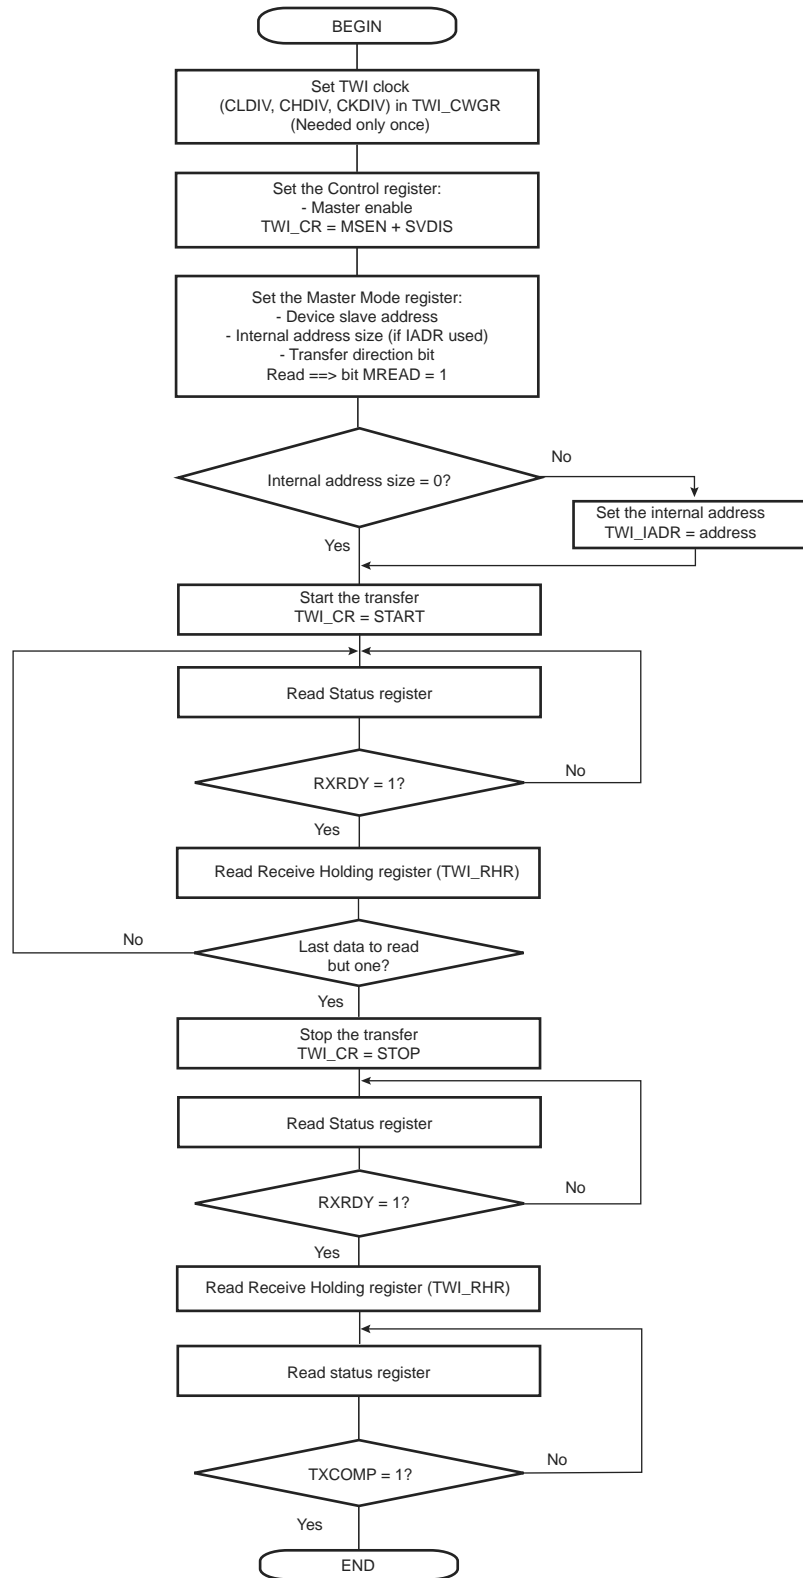 BEGIN
Set TWI clock
(CLDIV, CHDIV, CKDIV) in TWI_CWGR
(Needed only once)
Set the Control register:
- Master enable
TWI_CR = MSEN + SVDIS
Set the Master Mode register:
- Device slave address
- Internal address size (if IADR used)
- Transfer direction bit
Read ==> bit MREAD = 1
Internal address size = 0?
No
Set the internal address
TWI_IADR = address
Yes
Start the transfer
TWI_CR = START
Read Status register
RXRDY = 1?
No
Yes
Read Receive Holding register (TWI_RHR)
Last data to read
but one?
No
Yes
Stop the transfer
TWI_CR = STOP
Read Status register
RXRDY = 1?
No
Yes
Read Receive Holding register (TWI_RHR)
Read status register
TXCOMP = 1?
No
Yes
END